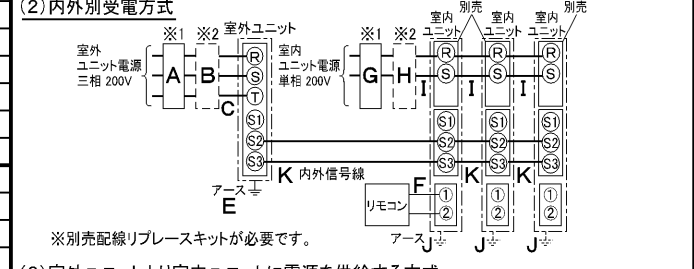 (2)内外別受電方式
※1 ※2 室外ユニット
室外
ユニット電源
三相 200V
A B C
R
S
T
S1
S2
S3
アース
E
※1 ※2
室内
ユニット電源
単相 200V
G H I I I
室内
ユニット
別売
室内
ユニット
室内
ユニット
別売
R R R
S S S
S1 S1 S1
S2 S2 S2
S3 S3 S3
K 内外信号線 K K
リモコン
F
1 1 1
2 2 2
アース J J J
※別売配線リプレースキットが必要です。